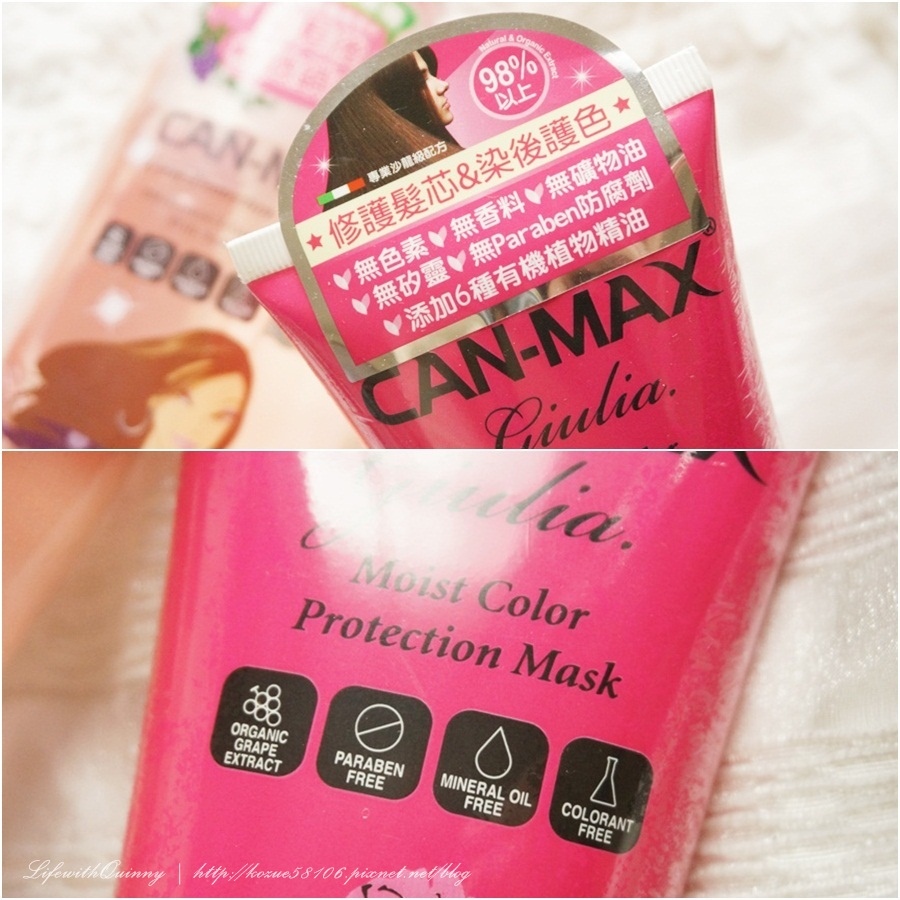 CAN-M
Natural & Organic Extract
98%
以上
專業沙龍級配方
★修護髮芯&染後護色★
無色素 無香料 無礦物油
無矽靈 無Paraben防腐劑
添加6種有機植物精油
CAN-MAX®
Giulia.
Giulia.
Moist Color
Protection Mask
ORGANIC
GRAPE
EXTRACT
PARABEN
FREE
MINERAL OIL
FREE
COLORANT
FREE
LifewithQuinny | http://kozue58106.pixnet.net/blog